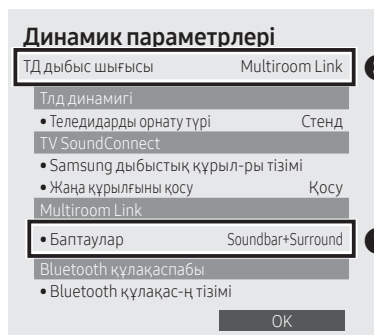 Динамик параметрлері
ТД дыбыс шығысы Multiroom Link
Тлд динамигі
• Теледидарды орнату түрі Стенд
TV SoundConnect
• Samsung дыбыстық құрыл-ры тізімі
• Жаңа құрылғыны қосу Қосу
Multiroom Link
• Баптаулар Soundbar+Surround
Bluetooth құлақаспабы
• Bluetooth құлақас-ң тізімі
OK